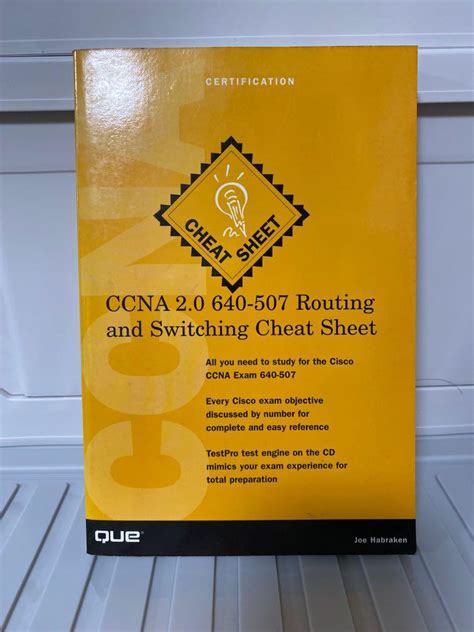 CERTIFICATION
CCNA
CHEAT SHEET
CCNA 2.0 640-507 Routing
and Switching Cheat Sheet
All you need to study for the Cisco
CCNA Exam 640-507
Every Cisco exam objective
discussed by number for
complete and easy reference
TestPro test engine on the CD
mimics your exam experience for
total preparation
QUE®
Joe Habraken